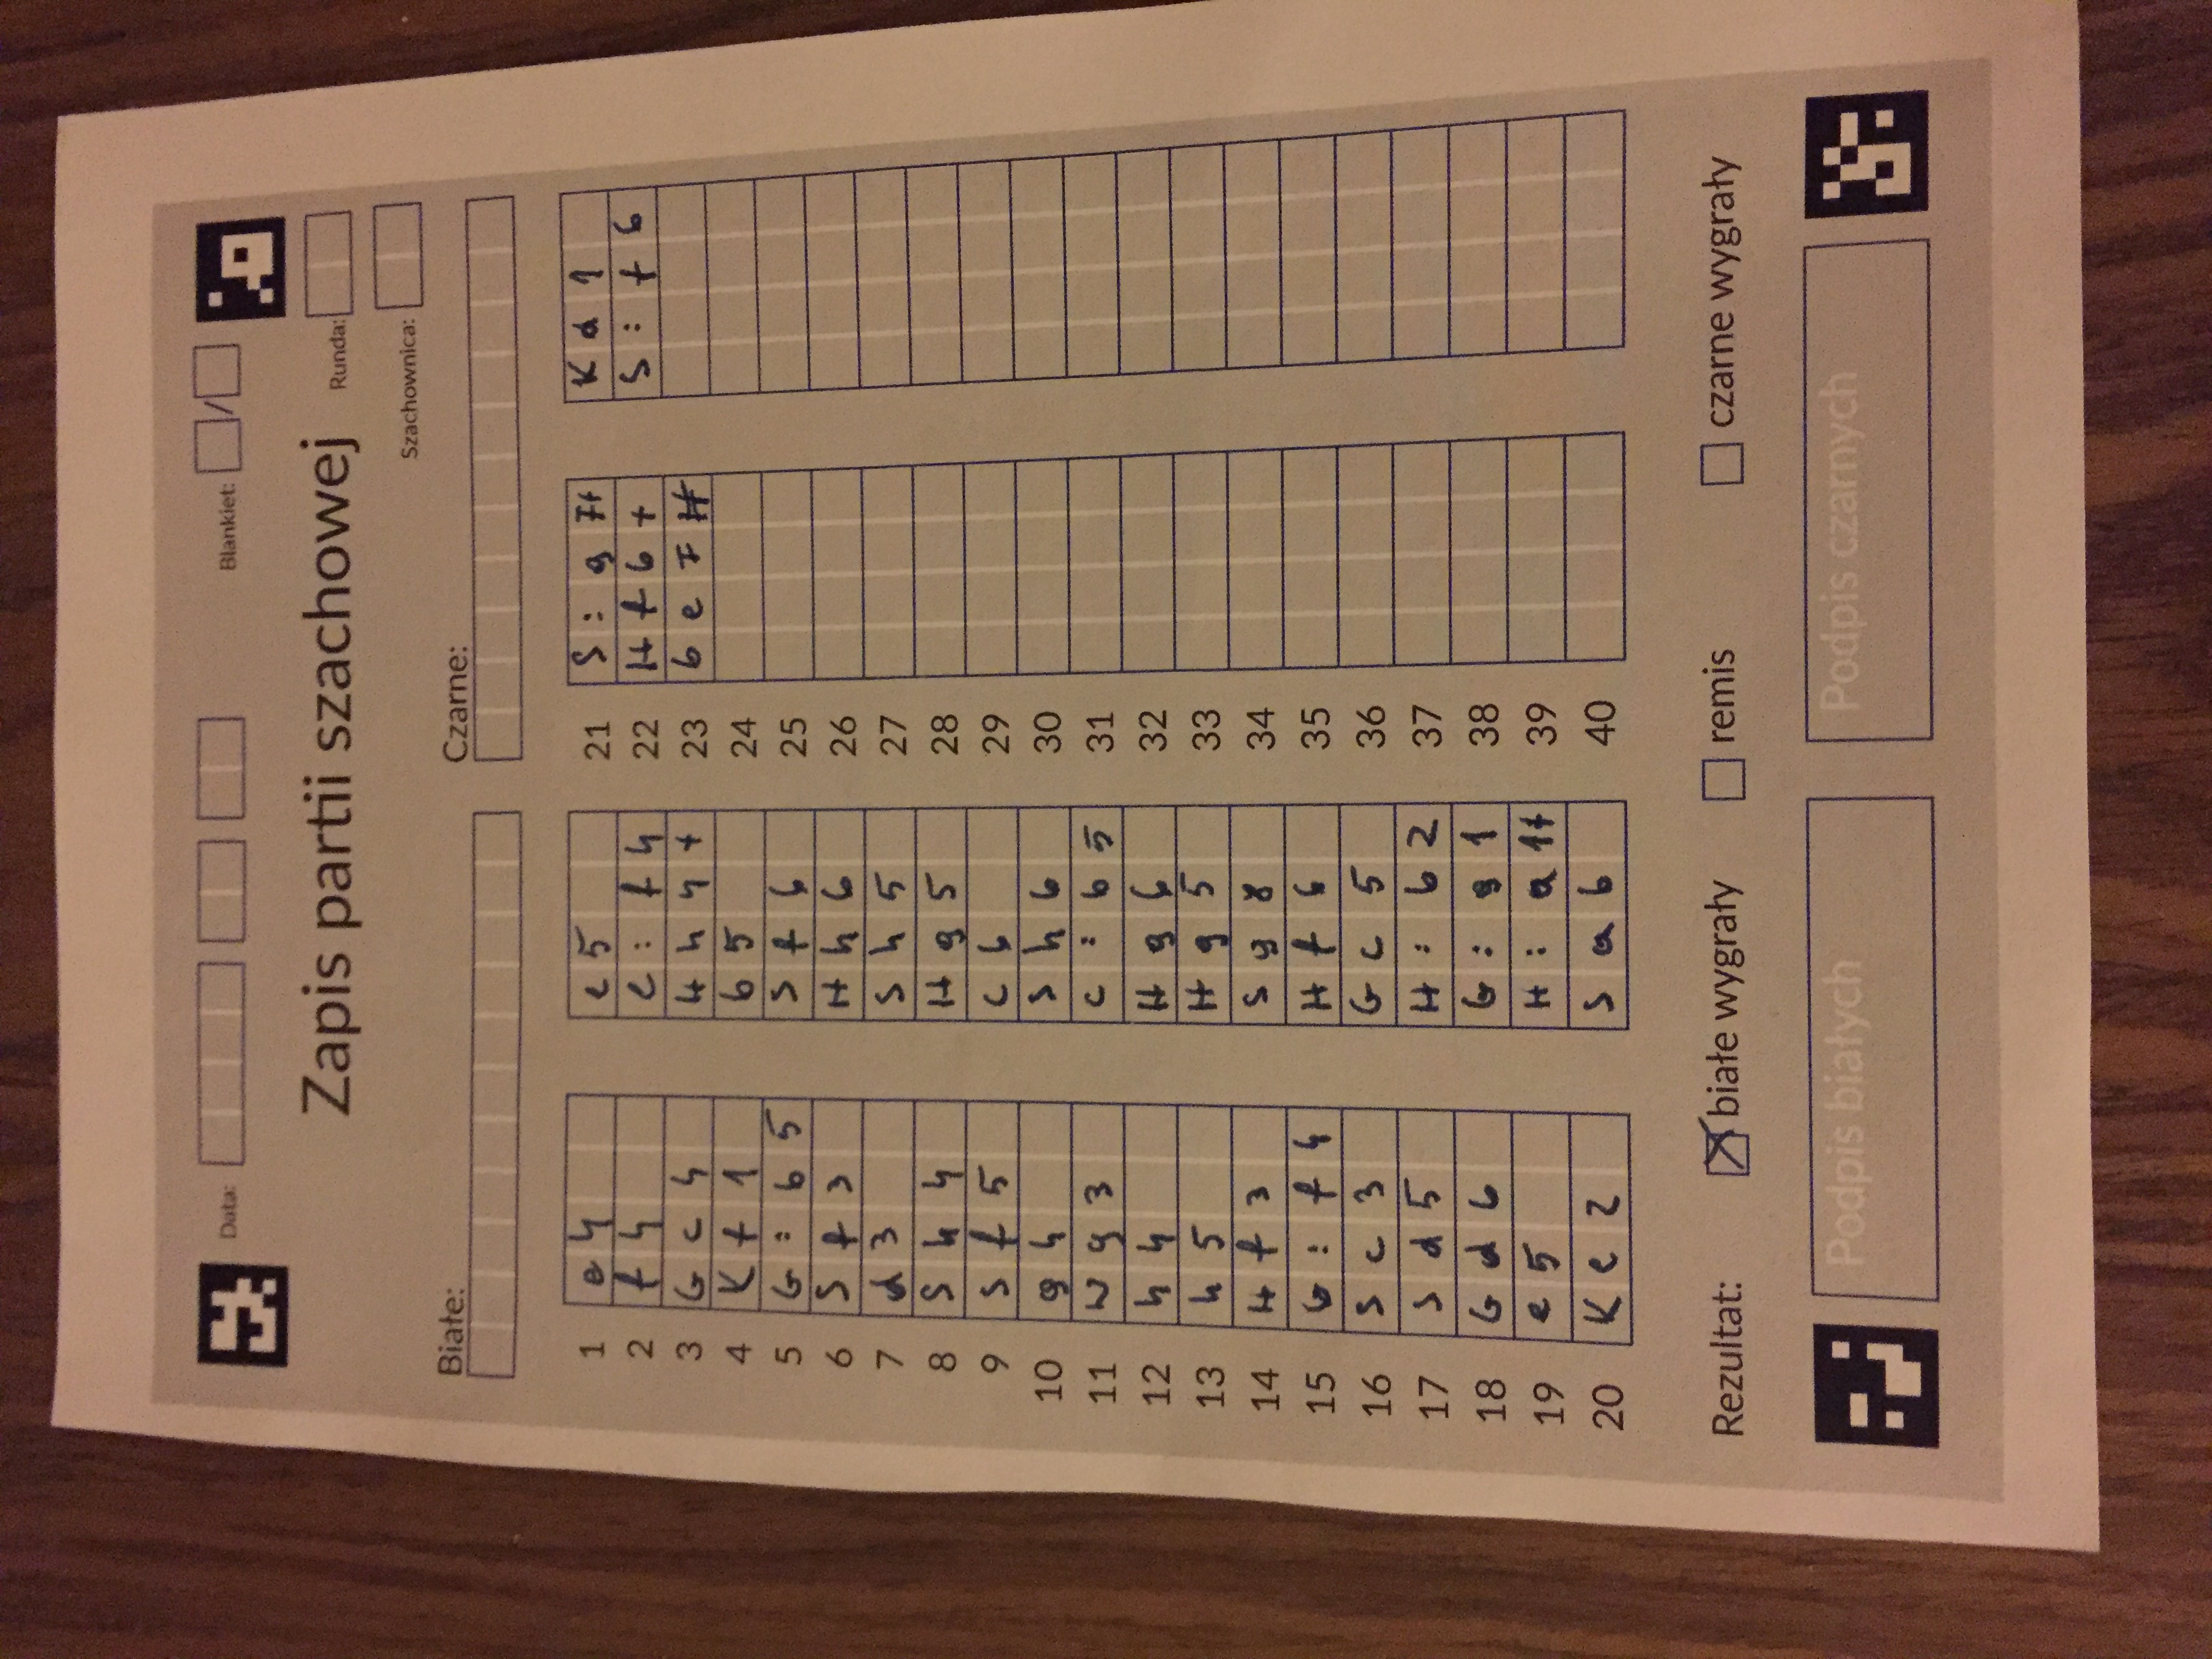 Data: Blankiet: /
Zapis partii szachowej
Runda:
Szachownica:
Białe: Czarne:
1 e4 e5
2 f4 e:f4
3 Gc4 Hh4+
4 Kf1 b5
5 G:b5 Sf6
6 Sf3 Hh6
7 d3 Sh5
8 Sh4 Hg5
9 Sf5 c6
10 g4 Sh6
11 Wg3 c:b5
12 h4 Hg6
13 h5 Hg5
14 Hf3 Sg8
15 G:f4 Hf6
16 Sc3 Gc5
17 Sd5 H:b2
18 Gd6 G:g1
19 e5 H:a1+
20 Ke2 Sa6
21 S:g7+ Kd1
22 Hf6+ S:f6
23 Ge7#
24
25
26
27
28
29
30
31
32
33
34
35
36
37
38
39
40
Rezultat: białe wygrały remis czarne wygrały
Podpis białych Podpis czarnych